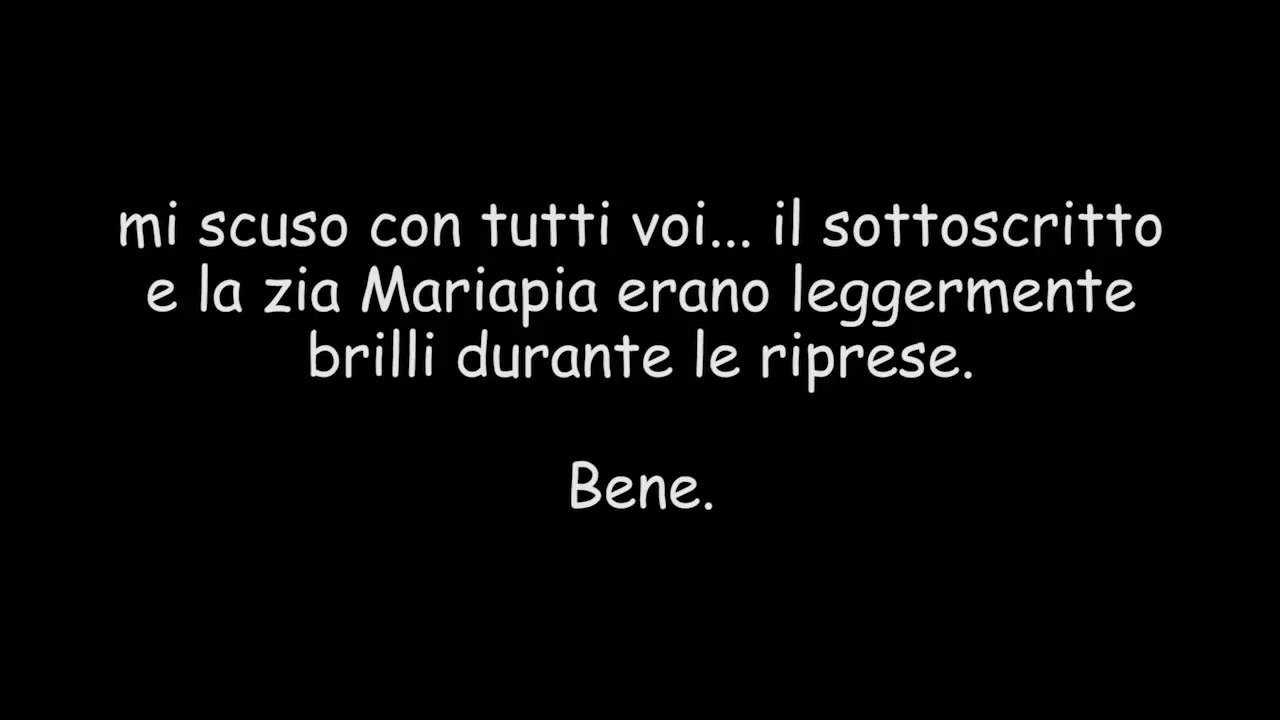 mi scuso con tutti voi... il sottoscritto
e la zia Mariapia erano leggermente
brilli durante le riprese.
Bene.